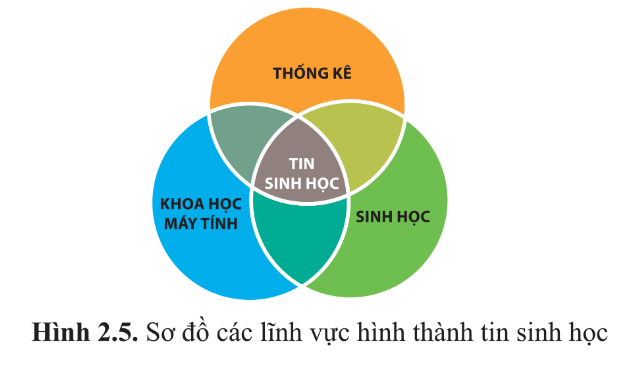 THỐNG KÊ
TIN
SINH HỌC
KHOA HỌC
MÁY TÍNH
SINH HỌC
Hình 2.5. Sơ đồ các lĩnh vực hình thành tin sinh học